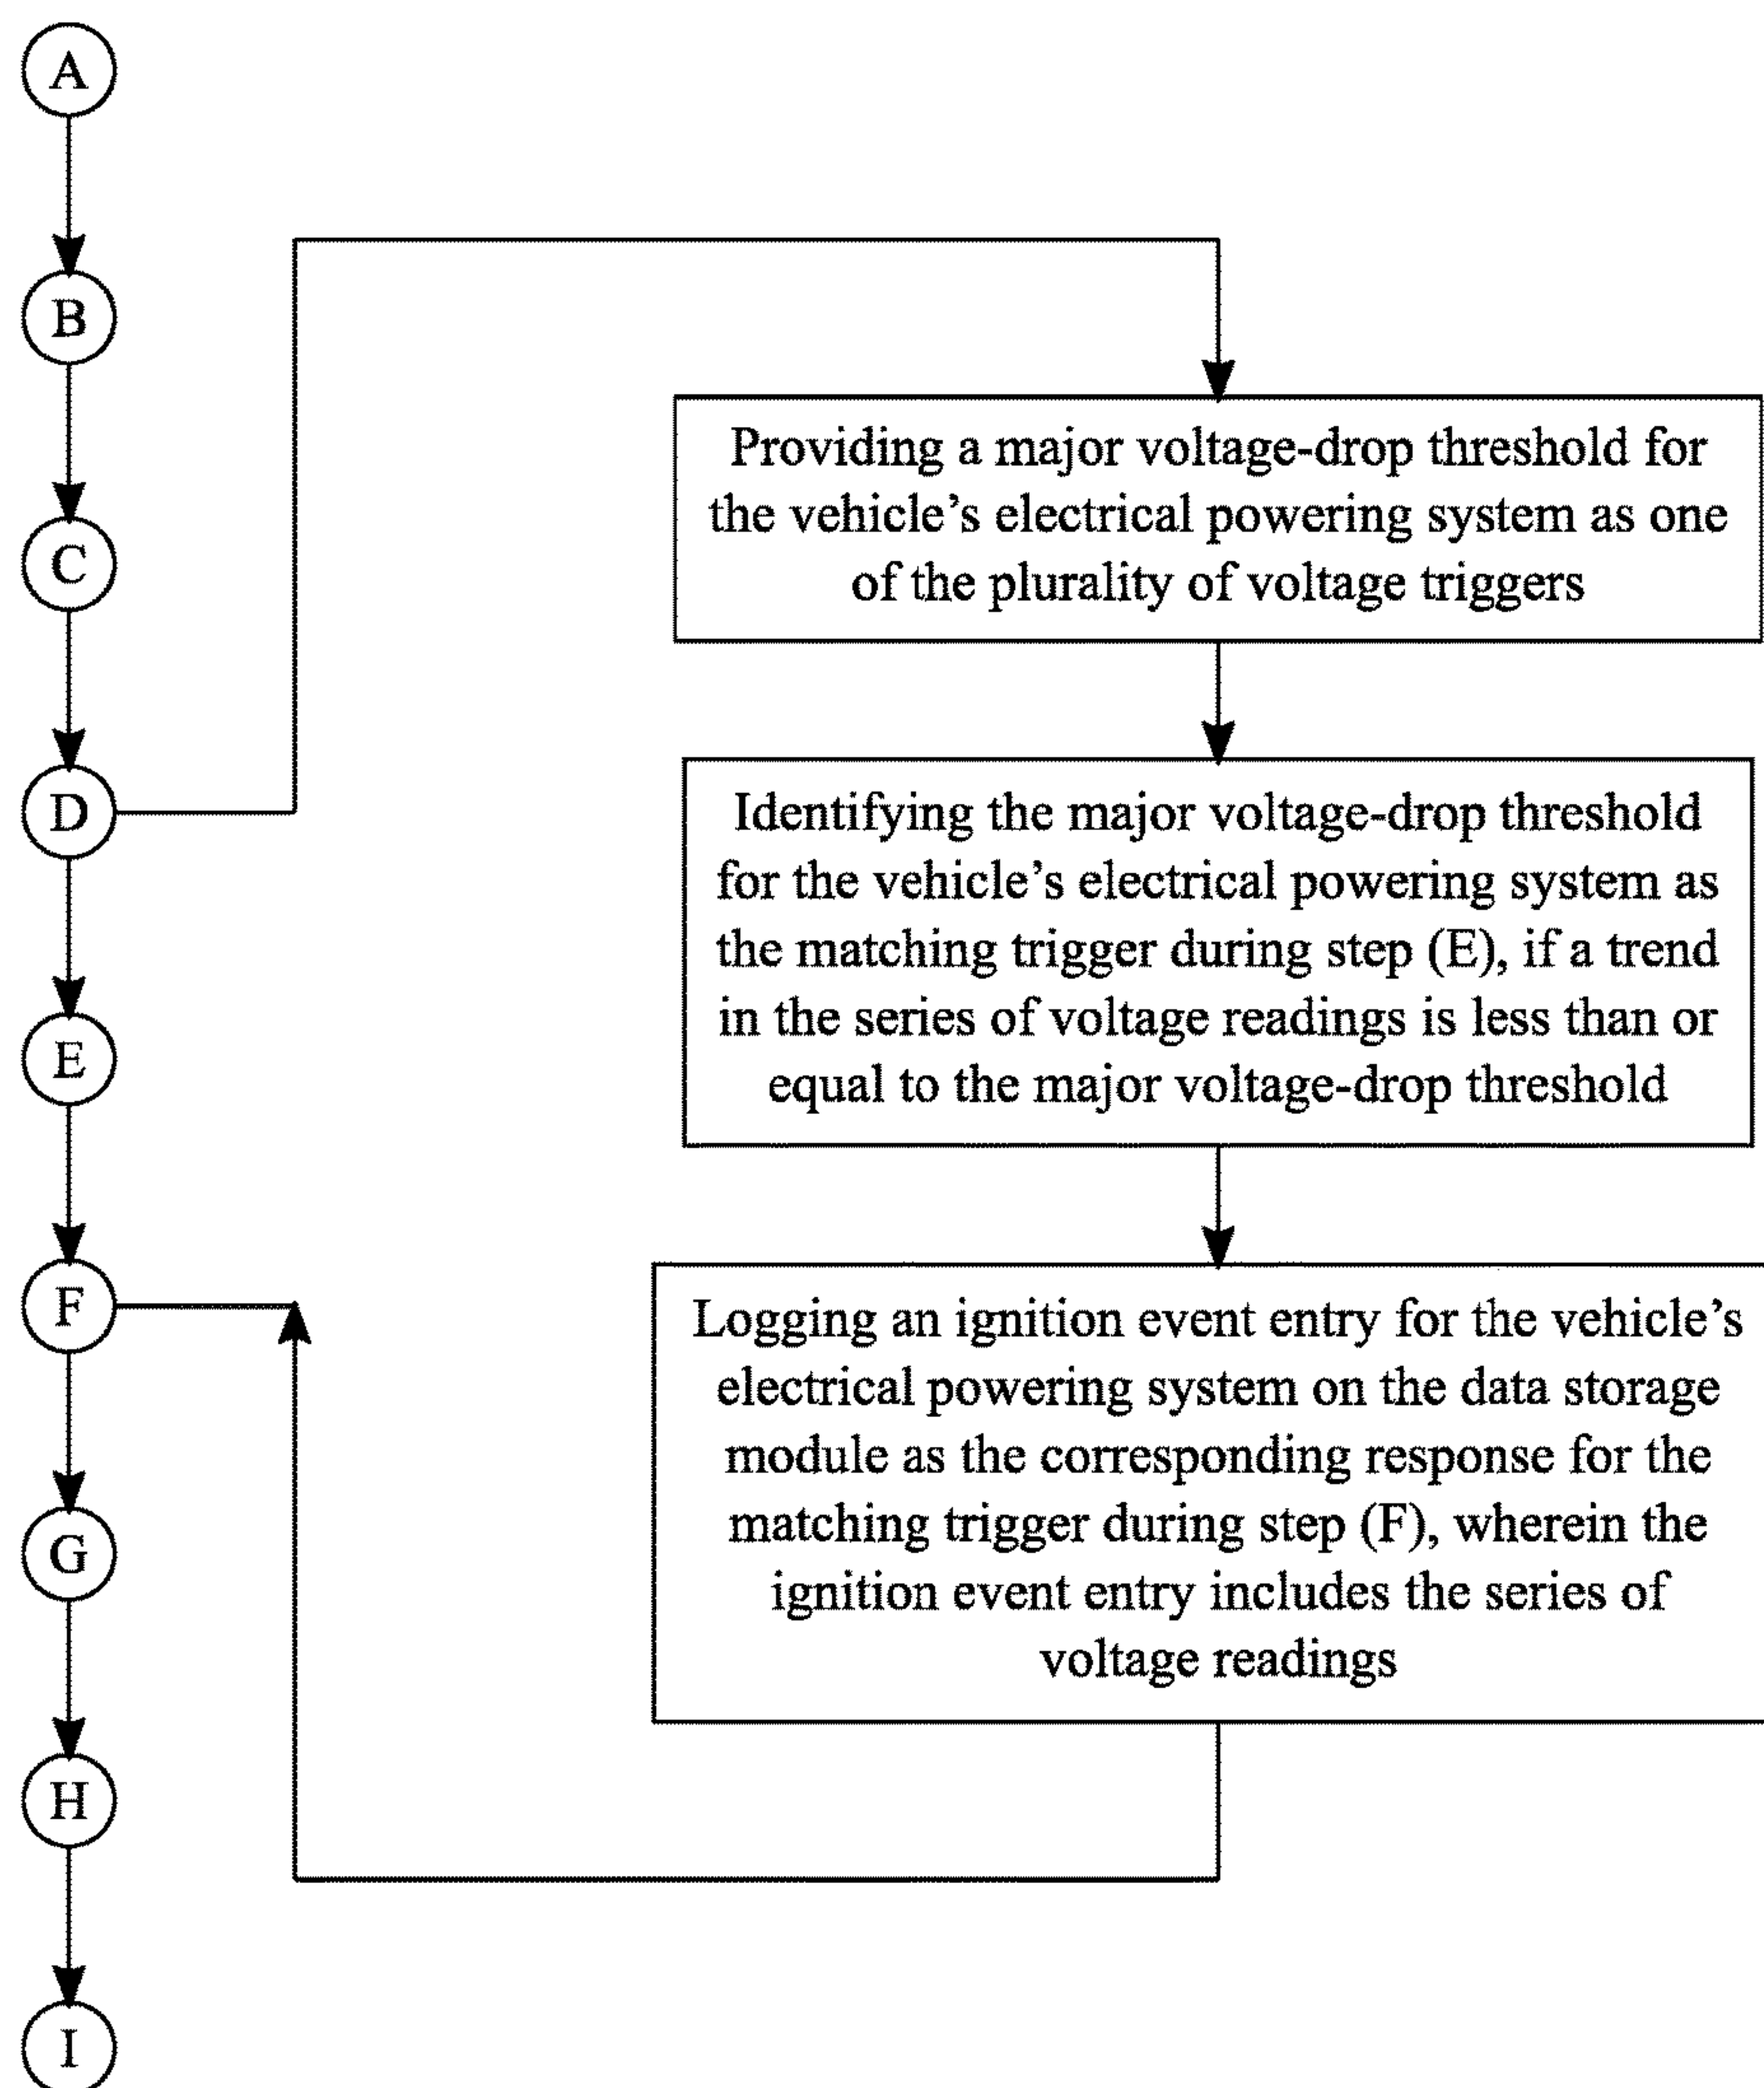 A
B
C
D
E
F
G
H
I
Providing a major voltage-drop threshold for
the vehicle's electrical powering system as one
of the plurality of voltage triggers
Identifying the major voltage-drop threshold
for the vehicle's electrical powering system as
the matching trigger during step (E), if a trend
in the series of voltage readings is less than or
equal to the major voltage-drop threshold
Logging an ignition event entry for the vehicle's
electrical powering system on the data storage
module as the corresponding response for the
matching trigger during step (F), wherein the
ignition event entry includes the series of
voltage readings